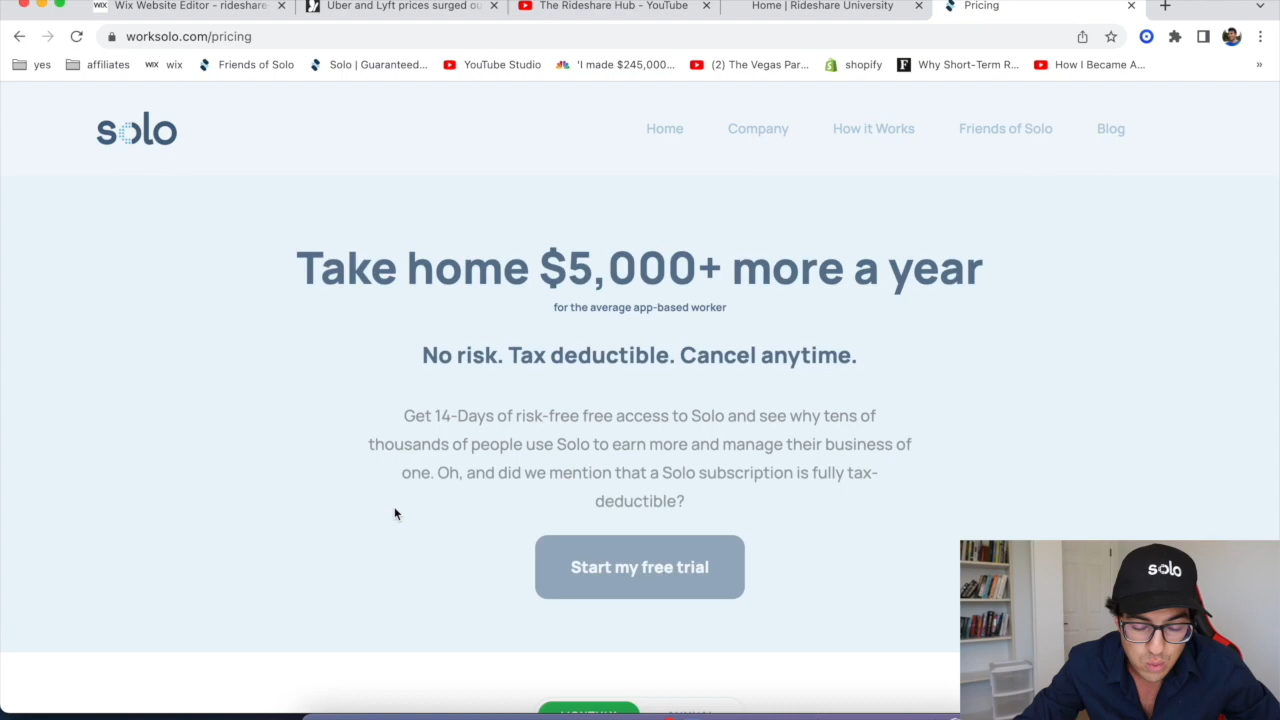 Wix Website Editor - rideshare
Uber and Lyft prices surged ou
The Rideshare Hub - YouTube
Home | Rideshare University
Pricing
worksolo.com/pricing
yes
affiliates
WIX wix
Friends of Solo
Solo | Guaranteed...
YouTube Studio
'I made $245,000...
(2) The Vegas Par...
shopify
Why Short-Term R...
How I Became A...
»
solo
Home
Company
How it Works
Friends of Solo
Blog
Take home $5,000+ more a year
for the average app-based worker
No risk. Tax deductible. Cancel anytime.
Get 14-Days of risk-free free access to Solo and see why tens of
thousands of people use Solo to earn more and manage their business of
one. Oh, and did we mention that a Solo subscription is fully tax-
deductible?
Start my free trial
solo